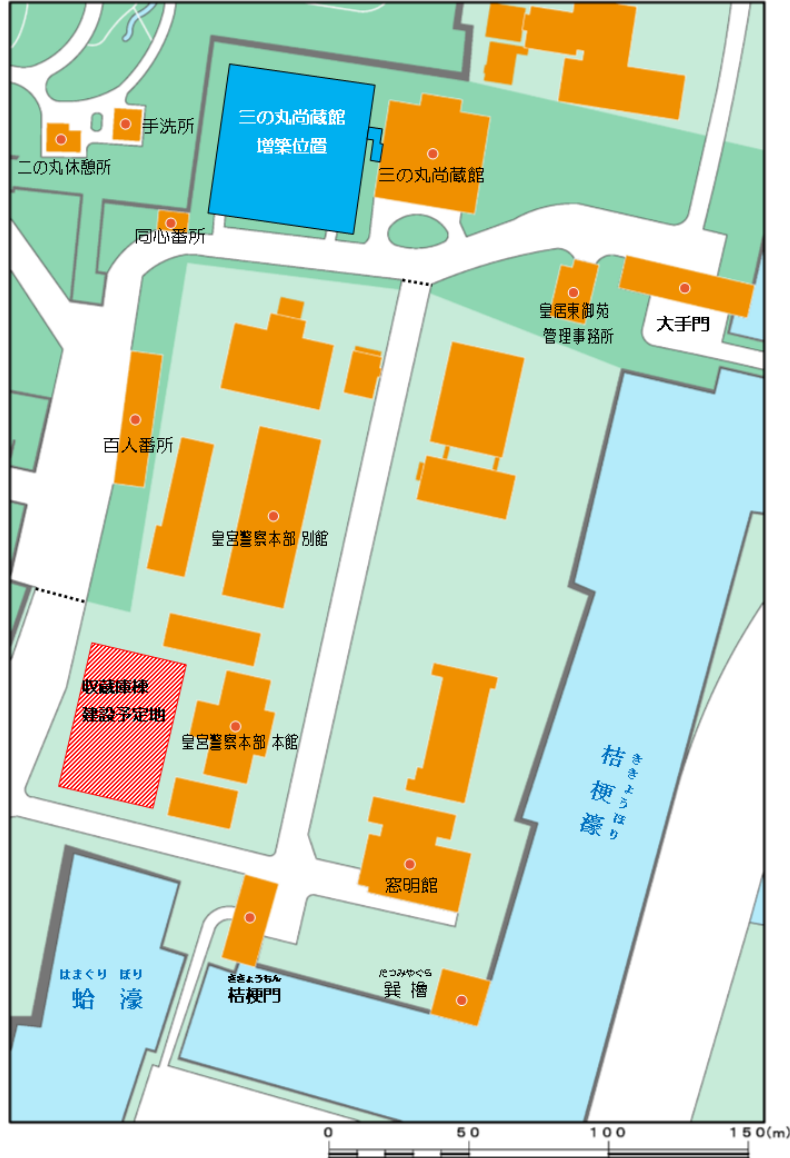 三の丸尚蔵館
増築位置
手洗所
二の丸休憩所
三の丸尚蔵館
同心番所
皇居東御苑
管理事務所
大手門
百人番所
皇宮警察本部 別館
収蔵庫棟
建設予定地
皇宮警察本部 本館
ききょうほり
桔梗濠
窓明館
はまぐり ぼり
蛤 濠
ききょうもん
桔梗門
たつみやぐら
巽 櫓
0 50 100 150(m)